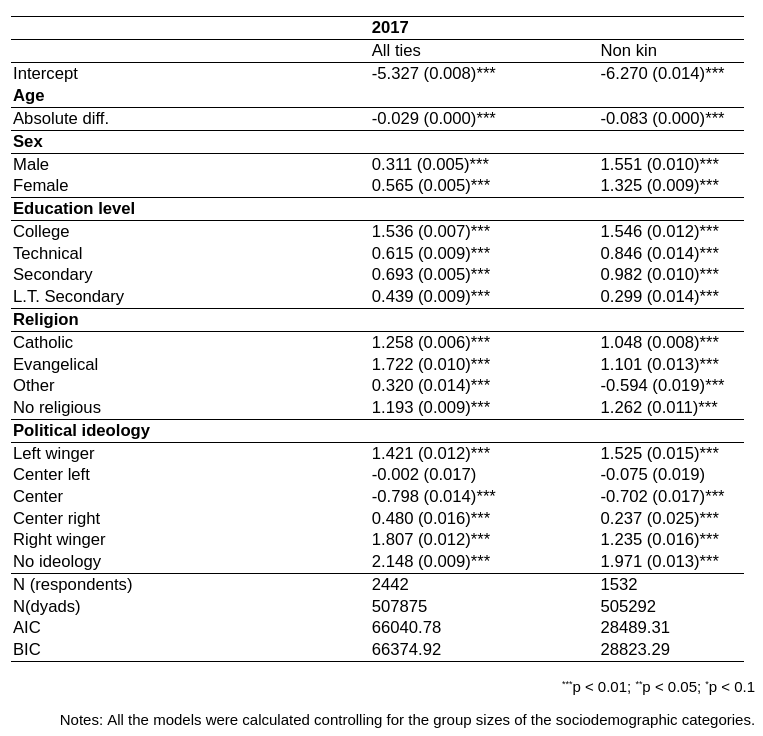 2017
All ties Non kin
Intercept -5.327 (0.008)*** -6.270 (0.014)***
Age
Absolute diff. -0.029 (0.000)*** -0.083 (0.000)***
Sex
Male 0.311 (0.005)*** 1.551 (0.010)***
Female 0.565 (0.005)*** 1.325 (0.009)***
Education level
College 1.536 (0.007)*** 1.546 (0.012)***
Technical 0.615 (0.009)*** 0.846 (0.014)***
Secondary 0.693 (0.005)*** 0.982 (0.010)***
L.T. Secondary 0.439 (0.009)*** 0.299 (0.014)***
Religion
Catholic 1.258 (0.006)*** 1.048 (0.008)***
Evangelical 1.722 (0.010)*** 1.101 (0.013)***
Other 0.320 (0.014)*** -0.594 (0.019)***
No religious 1.193 (0.009)*** 1.262 (0.011)***
Political ideology
Left winger 1.421 (0.012)*** 1.525 (0.015)***
Center left -0.002 (0.017) -0.075 (0.019)
Center -0.798 (0.014)*** -0.702 (0.017)***
Center right 0.480 (0.016)*** 0.237 (0.025)***
Right winger 1.807 (0.012)*** 1.235 (0.016)***
No ideology 2.148 (0.009)*** 1.971 (0.013)***
N (respondents) 2442 1532
N(dyads) 507875 505292
AIC 66040.78 28489.31
BIC 66374.92 28823.29
***p < 0.01; **p < 0.05; *p < 0.1
Notes: All the models were calculated controlling for the group sizes of the sociodemographic categories.